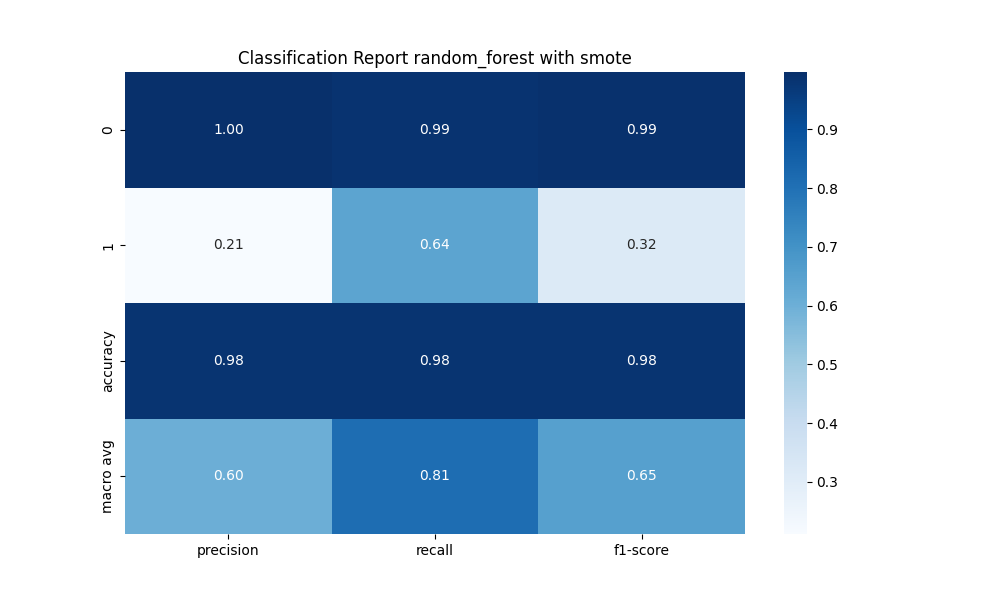 Classification Report random_forest with smote
0 1.00 0.99 0.99
1 0.21 0.64 0.32
accuracy 0.98 0.98 0.98
macro avg 0.60 0.81 0.65
precision recall f1-score
0.9
0.8
0.7
0.6
0.5
0.4
0.3